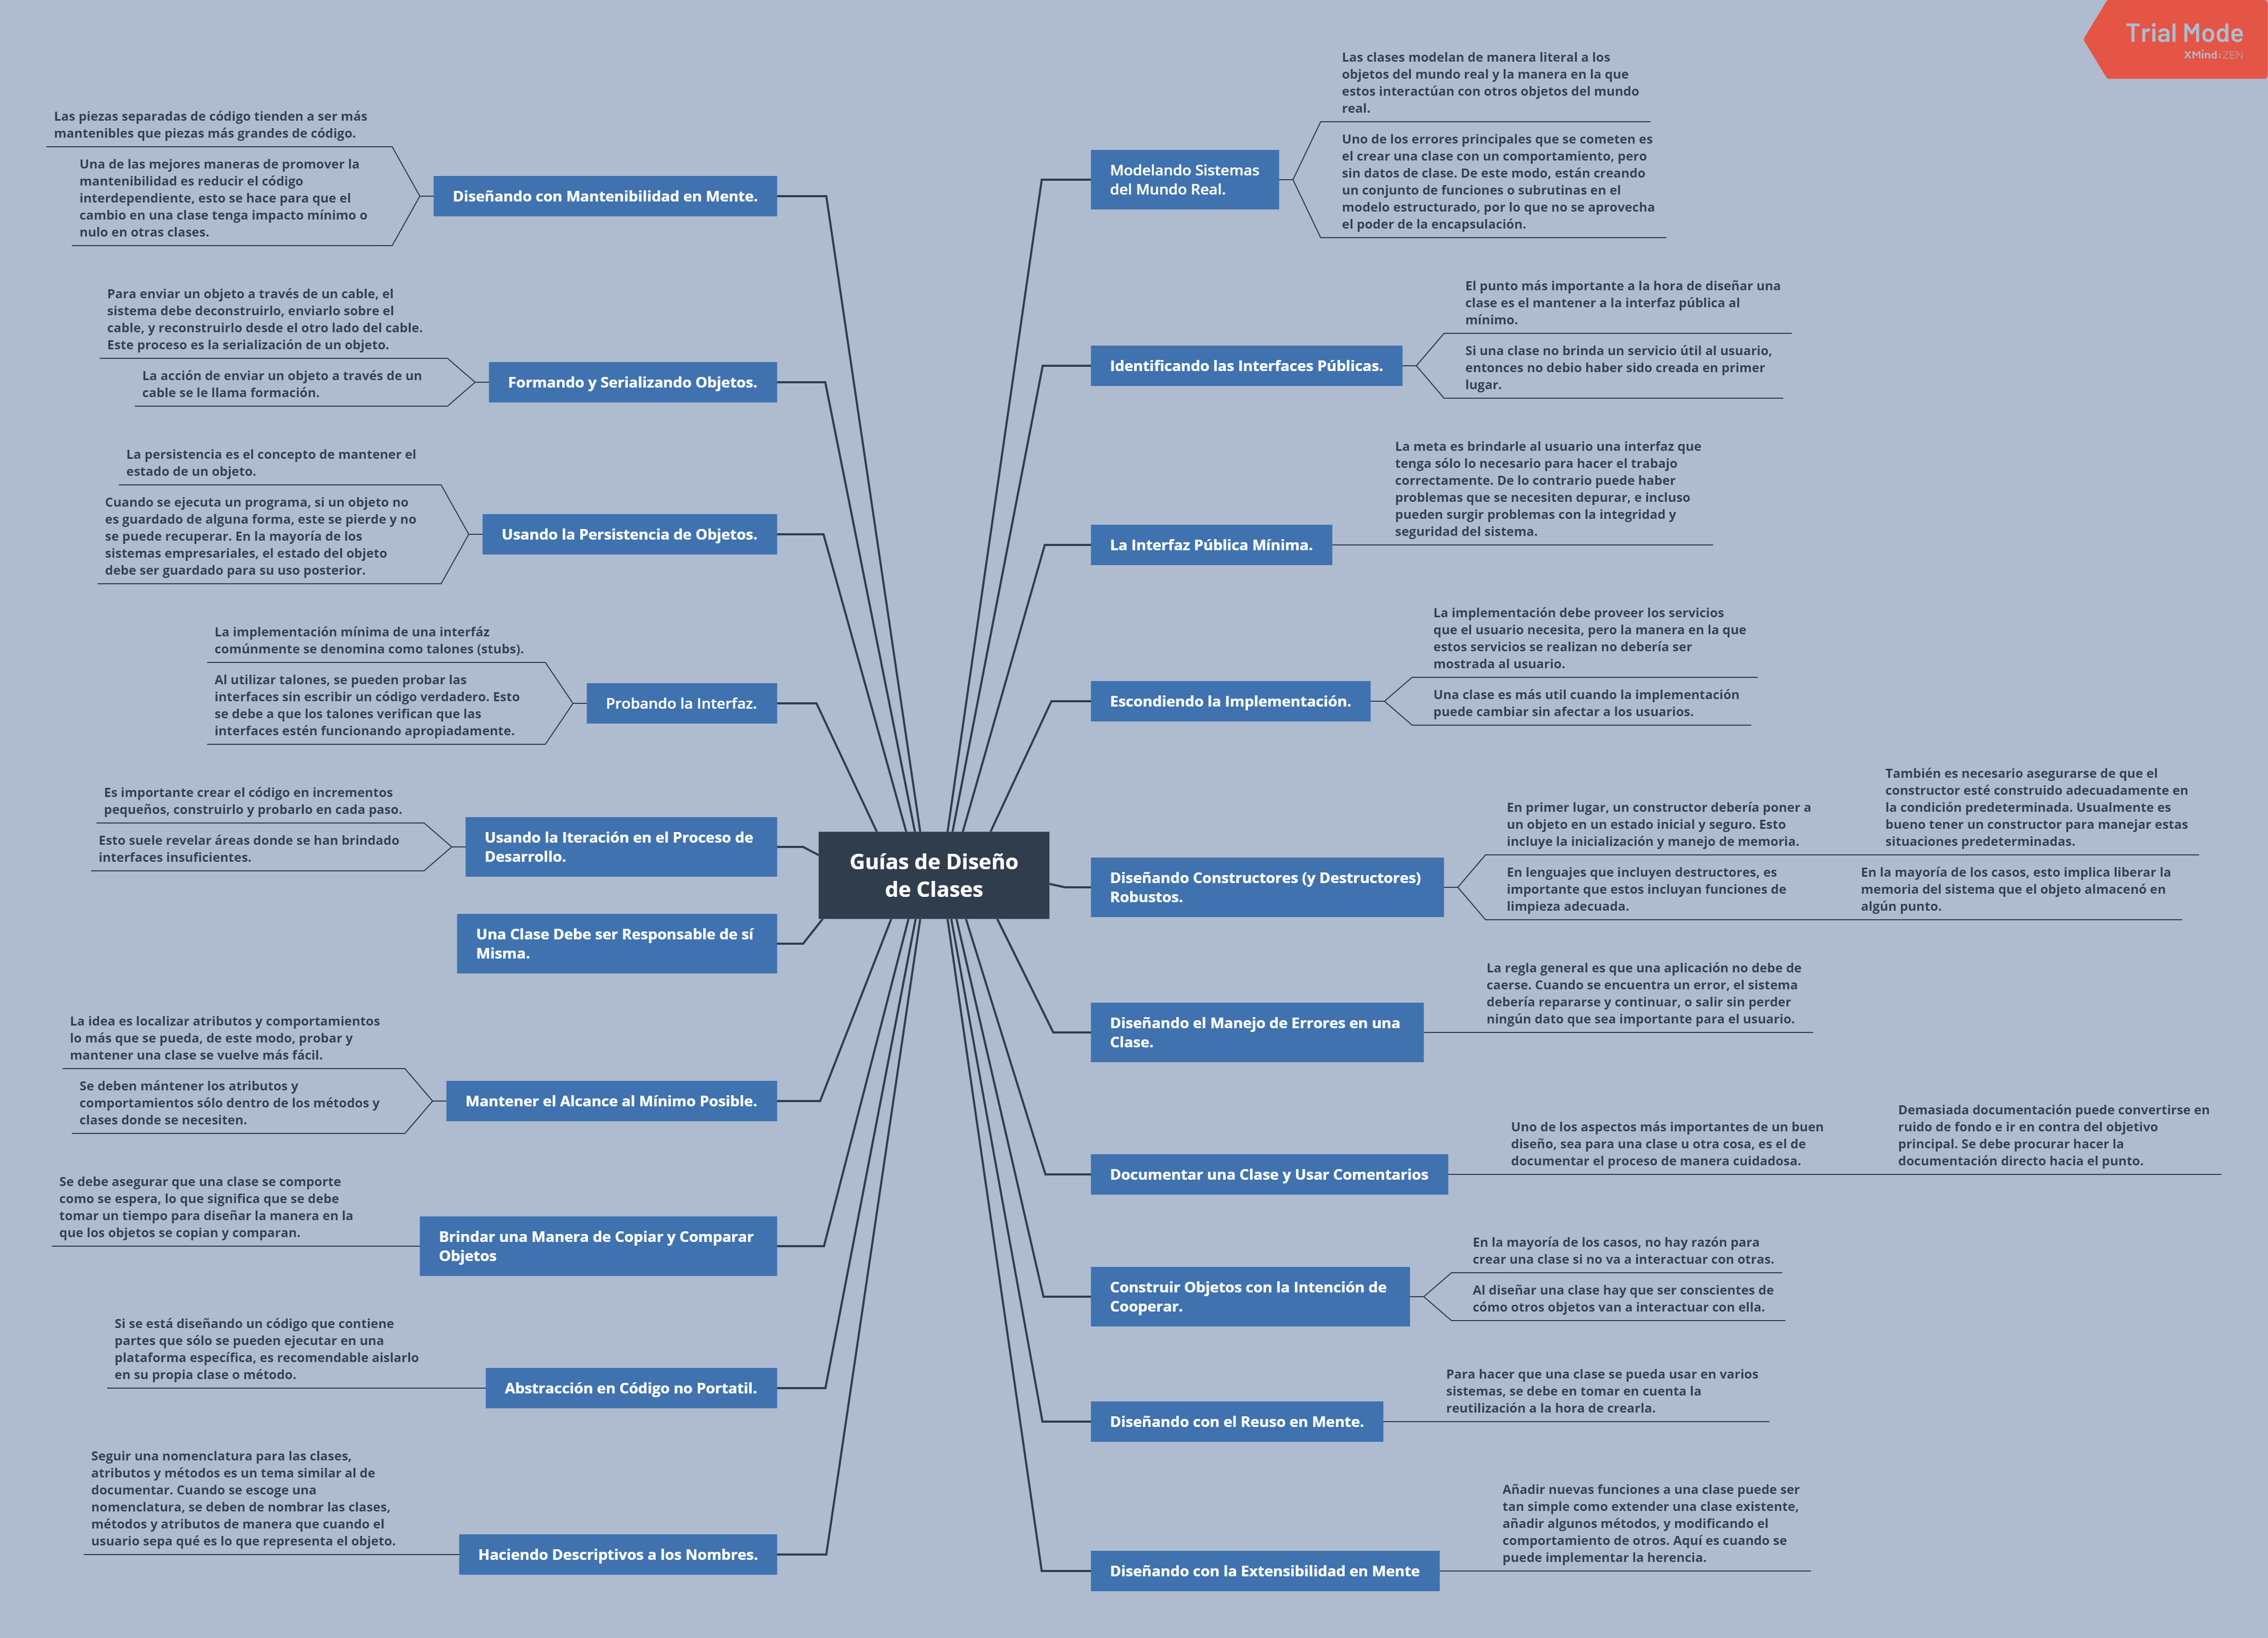 Trial Mode
XMind:ZEN
Guías de Diseño
de Clases
Modelando Sistemas
del Mundo Real.
Las clases modelan de manera literal a los
objetos del mundo real y la manera en la que
estos interactúan con otros objetos del mundo
real.
Uno de los errores principales que se cometen es
el crear una clase con un comportamiento, pero
sin datos de clase. De este modo, están creando
un conjunto de funciones o subrutinas en el
modelo estructurado, por lo que no se aprovecha
el poder de la encapsulación.
Identificando las Interfaces Públicas.
El punto más importante a la hora de diseñar una
clase es el mantener a la interfaz pública al
mínimo.
Si una clase no brinda un servicio útil al usuario,
entonces no debio haber sido creada en primer
lugar.
La Interfaz Pública Mínima.
La meta es brindarle al usuario una interfaz que
tenga sólo lo necesario para hacer el trabajo
correctamente. De lo contrario puede haber
problemas que se necesiten depurar, e incluso
pueden surgir problemas con la integridad y
seguridad del sistema.
Escondiendo la Implementación.
La implementación debe proveer los servicios
que el usuario necesita, pero la manera en la que
estos servicios se realizan no debería ser
mostrada al usuario.
Una clase es más util cuando la implementación
puede cambiar sin afectar a los usuarios.
Diseñando Constructores (y Destructores)
Robustos.
En primer lugar, un constructor debería poner a
un objeto en un estado inicial y seguro. Esto
incluye la inicialización y manejo de memoria.
También es necesario asegurarse de que el
constructor esté construido adecuadamente en
la condición predeterminada. Usualmente es
bueno tener un constructor para manejar estas
situaciones predeterminadas.
En lenguajes que incluyen destructores, es
importante que estos incluyan funciones de
limpieza adecuada.
En la mayoría de los casos, esto implica liberar la
memoria del sistema que el objeto almacenó en
algún punto.
Diseñando el Manejo de Errores en una
Clase.
La regla general es que una aplicación no debe de
caerse. Cuando se encuentra un error, el sistema
debería repararse y continuar, o salir sin perder
ningún dato que sea importante para el usuario.
Documentar una Clase y Usar Comentarios
Uno de los aspectos más importantes de un buen
diseño, sea para una clase u otra cosa, es el de
documentar el proceso de manera cuidadosa.
Demasiada documentación puede convertirse en
ruido de fondo e ir en contra del objetivo
principal. Se debe procurar hacer la
documentación directo hacia el punto.
Construir Objetos con la Intención de
Cooperar.
En la mayoría de los casos, no hay razón para
crear una clase si no va a interactuar con otras.
Al diseñar una clase hay que ser conscientes de
cómo otros objetos van a interactuar con ella.
Diseñando con el Reuso en Mente.
Para hacer que una clase se pueda usar en varios
sistemas, se debe en tomar en cuenta la
reutilización a la hora de crearla.
Diseñando con la Extensibilidad en Mente
Añadir nuevas funciones a una clase puede ser
tan simple como extender una clase existente,
añadir algunos métodos, y modificando el
comportamiento de otros. Aquí es cuando se
puede implementar la herencia.
Diseñando con Mantenibilidad en Mente.
Las piezas separadas de código tienden a ser más
mantenibles que piezas más grandes de código.
Una de las mejores maneras de promover la
mantenibilidad es reducir el código
interdependiente, esto se hace para que el
cambio en una clase tenga impacto mínimo o
nulo en otras clases.
Formando y Serializando Objetos.
Para enviar un objeto a través de un cable, el
sistema debe deconstruirlo, enviarlo sobre el
cable, y reconstruirlo desde el otro lado del cable.
Este proceso es la serialización de un objeto.
La acción de enviar un objeto a través de un
cable se le llama formación.
Usando la Persistencia de Objetos.
La persistencia es el concepto de mantener el
estado de un objeto.
Cuando se ejecuta un programa, si un objeto no
es guardado de alguna forma, este se pierde y no
se puede recuperar. En la mayoría de los
sistemas empresariales, el estado del objeto
debe ser guardado para su uso posterior.
Probando la Interfaz.
La implementación mínima de una interfáz
comúnmente se denomina como talones (stubs).
Al utilizar talones, se pueden probar las
interfaces sin escribir un código verdadero. Esto
se debe a que los talones verifican que las
interfaces estén funcionando apropiadamente.
Usando la Iteración en el Proceso de
Desarrollo.
Es importante crear el código en incrementos
pequeños, construirlo y probarlo en cada paso.
Esto suele revelar áreas donde se han brindado
interfaces insuficientes.
Una Clase Debe ser Responsable de sí
Misma.
Mantener el Alcance al Mínimo Posible.
La idea es localizar atributos y comportamientos
lo más que se pueda, de este modo, probar y
mantener una clase se vuelve más fácil.
Se deben mántener los atributos y
comportamientos sólo dentro de los métodos y
clases donde se necesiten.
Brindar una Manera de Copiar y Comparar
Objetos
Se debe asegurar que una clase se comporte
como se espera, lo que significa que se debe
tomar un tiempo para diseñar la manera en la
que los objetos se copian y comparan.
Abstracción en Código no Portatil.
Si se está diseñando un código que contiene
partes que sólo se pueden ejecutar en una
plataforma específica, es recomendable aislarlo
en su propia clase o método.
Haciendo Descriptivos a los Nombres.
Seguir una nomenclatura para las clases,
atributos y métodos es un tema similar al de
documentar. Cuando se escoge una
nomenclatura, se deben de nombrar las clases,
métodos y atributos de manera que cuando el
usuario sepa qué es lo que representa el objeto.